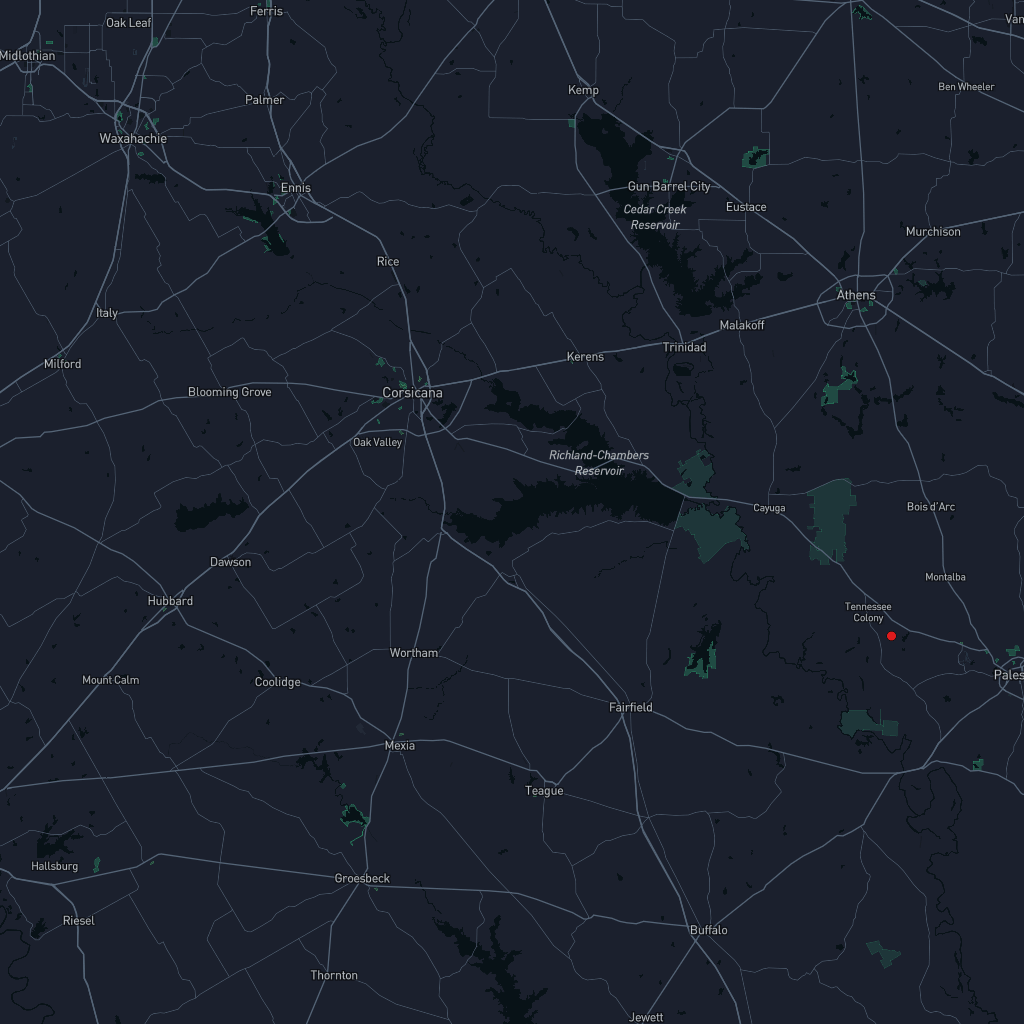 Ferris
Oak Leaf
Van
Midlothian
Kemp
Ben Wheeler
Palmer
Waxahachie
Ennis
Gun Barrel City
Eustace
Cedar Creek
Reservoir
Murchison
Rice
Athens
Italy
Malakoff
Trinidad
Kerens
Milford
Blooming Grove
Corsicana
Oak Valley
Richland-Chambers
Reservoir
Cayuga
Bois d'Arc
Dawson
Montalba
Hubbard
Tennessee
Colony
Wortham
Pales
Mount Calm
Coolidge
Fairfield
Mexia
Teague
Hallsburg
Groesbeck
Riesel
Buffalo
Thornton
Jewett